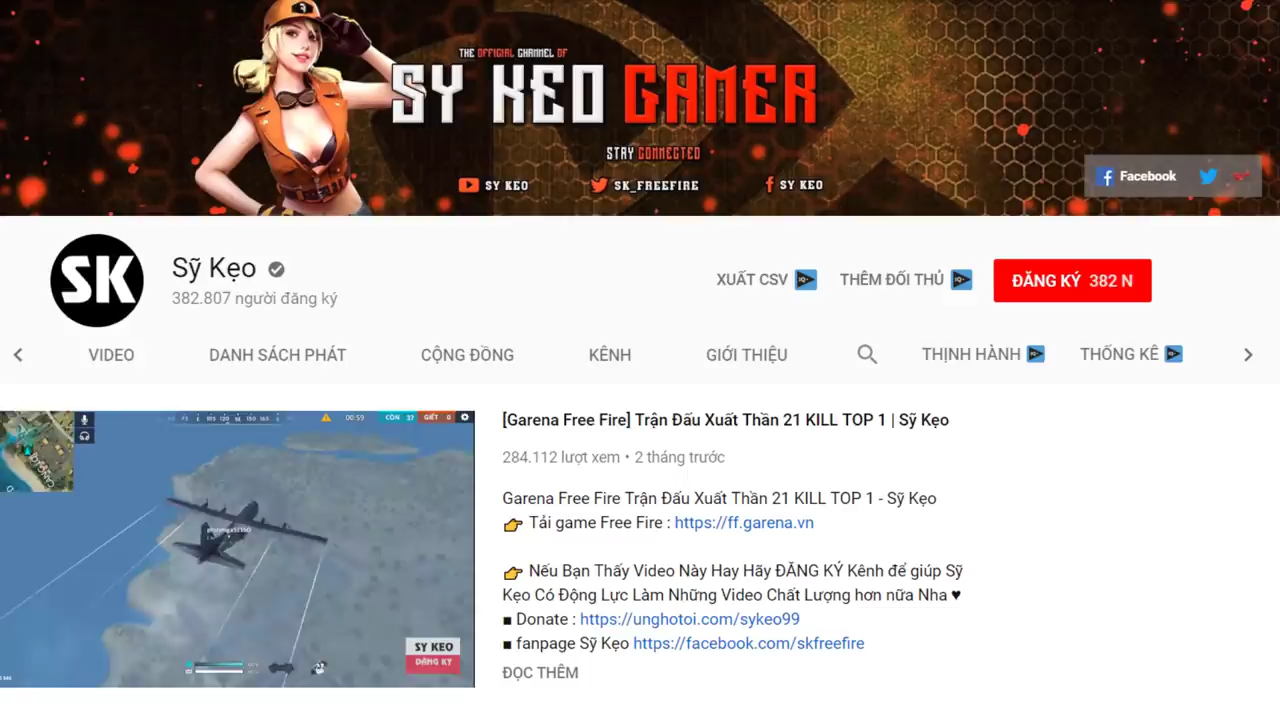 THE OFFICIAL CHANNEL OF
SY KEO GAMER
STAY CONNECTED
SY KEO SK_FREEFIRE SY KEO
Facebook
SK
Sỹ Kẹo
382.807 người đăng ký
XUẤT CSV THÊM ĐỐI THỦ ĐĂNG KÝ 382 N
VIDEO DANH SÁCH PHÁT CỘNG ĐỒNG KÊNH GIỚI THIỆU THỊNH HÀNH THỐNG KÊ
00:59 CÒN 37 GIẾT 0
SY KEO
ĐĂNG KÝ
[Garena Free Fire] Trận Đấu Xuất Thần 21 KILL TOP 1 | Sỹ Kẹo
284.112 lượt xem • 2 tháng trước
Garena Free Fire Trận Đấu Xuất Thần 21 KILL TOP 1 - Sỹ Kẹo
👉 Tải game Free Fire : https://ff.garena.vn
👉 Nếu Bạn Thấy Video Này Hay Hãy ĐĂNG KÝ Kênh để giúp Sỹ
Kẹo Có Động Lực Làm Những Video Chất Lượng hơn nữa Nha ♥
■ Donate : https://unghotoi.com/sykeo99
■ fanpage Sỹ Kẹo https://facebook.com/skfreefire
ĐỌC THÊM